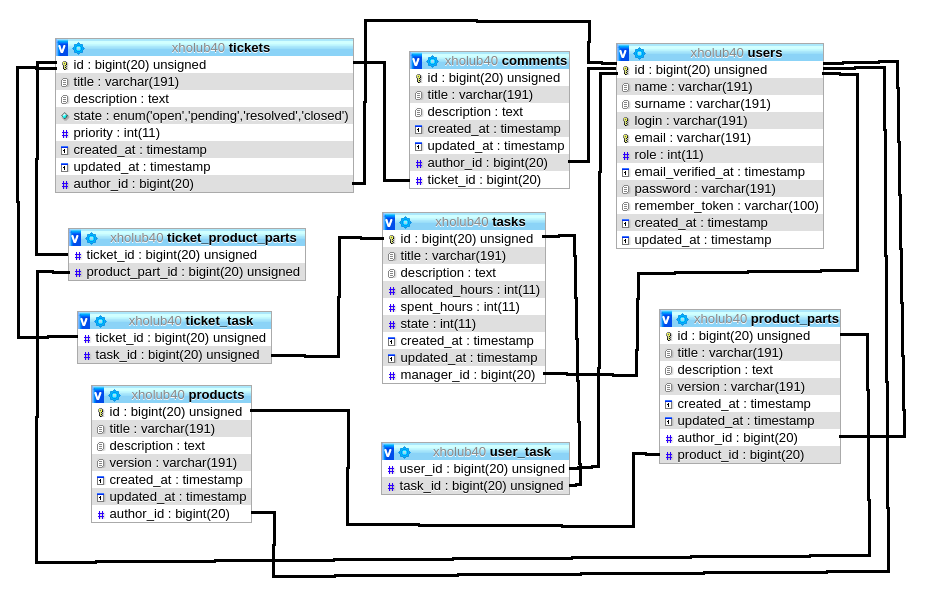 xholub40 tickets
id : bigint(20) unsigned
title : varchar(191)
description : text
state : enum('open','pending','resolved','closed')
priority : int(11)
created_at : timestamp
updated_at : timestamp
author_id : bigint(20)
xholub40 comments
id : bigint(20) unsigned
title : varchar(191)
description : text
created_at : timestamp
updated_at : timestamp
author_id : bigint(20)
ticket_id : bigint(20)
xholub40 users
id : bigint(20) unsigned
name : varchar(191)
surname : varchar(191)
login : varchar(191)
email : varchar(191)
role : int(11)
email_verified_at : timestamp
password : varchar(191)
remember_token : varchar(100)
created_at : timestamp
updated_at : timestamp
xholub40 ticket_product_parts
ticket_id : bigint(20) unsigned
product_part_id : bigint(20) unsigned
xholub40 tasks
id : bigint(20) unsigned
title : varchar(191)
description : text
allocated_hours : int(11)
spent_hours : int(11)
state : int(11)
created_at : timestamp
updated_at : timestamp
manager_id : bigint(20)
xholub40 ticket_task
ticket_id : bigint(20) unsigned
task_id : bigint(20) unsigned
xholub40 product_parts
id : bigint(20) unsigned
title : varchar(191)
description : text
version : varchar(191)
created_at : timestamp
updated_at : timestamp
author_id : bigint(20)
product_id : bigint(20)
xholub40 products
id : bigint(20) unsigned
title : varchar(191)
description : text
version : varchar(191)
created_at : timestamp
updated_at : timestamp
author_id : bigint(20)
xholub40 user_task
user_id : bigint(20) unsigned
task_id : bigint(20) unsigned